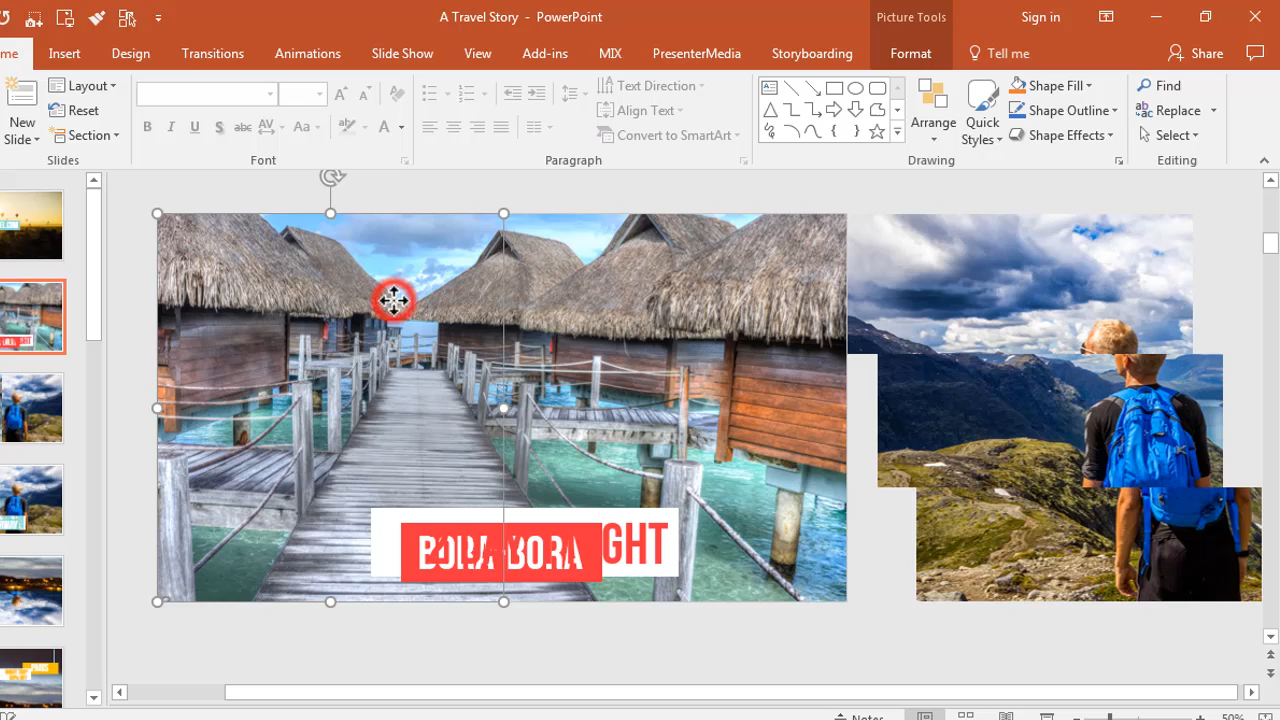 A Travel Story - PowerPoint
Picture Tools
Sign in
me
Insert
Design
Transitions
Animations
Slide Show
View
Add-ins
MIX
PresenterMedia
Storyboarding
Format
Tell me
Share
New Slide
Layout
Reset
Section
Slides
Aa
Font
Text Direction
Align Text
Convert to SmartArt
Paragraph
Arrange
Quick Styles
Shape Fill
Shape Outline
Shape Effects
Drawing
Find
Replace
Select
Editing
BORA BORA
GHT
PARIS
Notes
50%